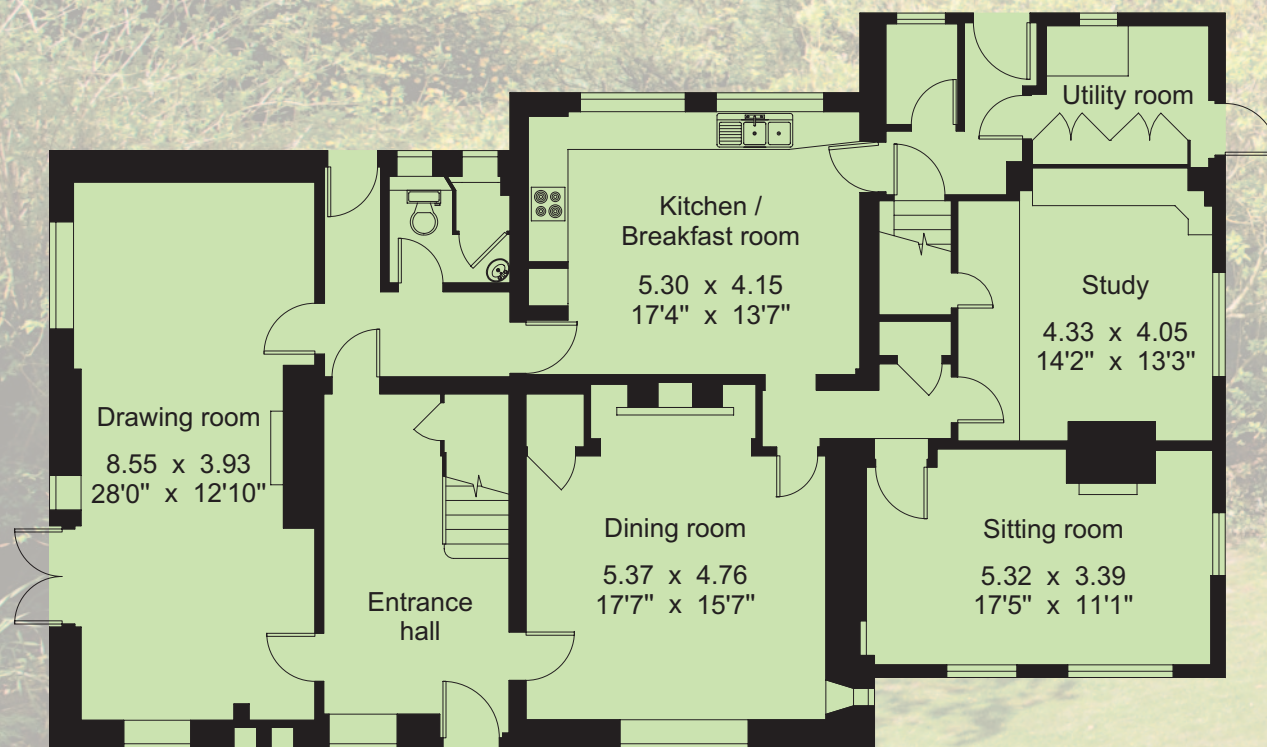 Utility room
Kitchen /
Breakfast room
5.30 x 4.15
17'4" x 13'7"
Study
4.33 x 4.05
14'2" x 13'3"
Drawing room
8.55 x 3.93
28'0" x 12'10"
Dining room
5.37 x 4.76
17'7" x 15'7"
Sitting room
5.32 x 3.39
17'5" x 11'1"
Entrance
hall